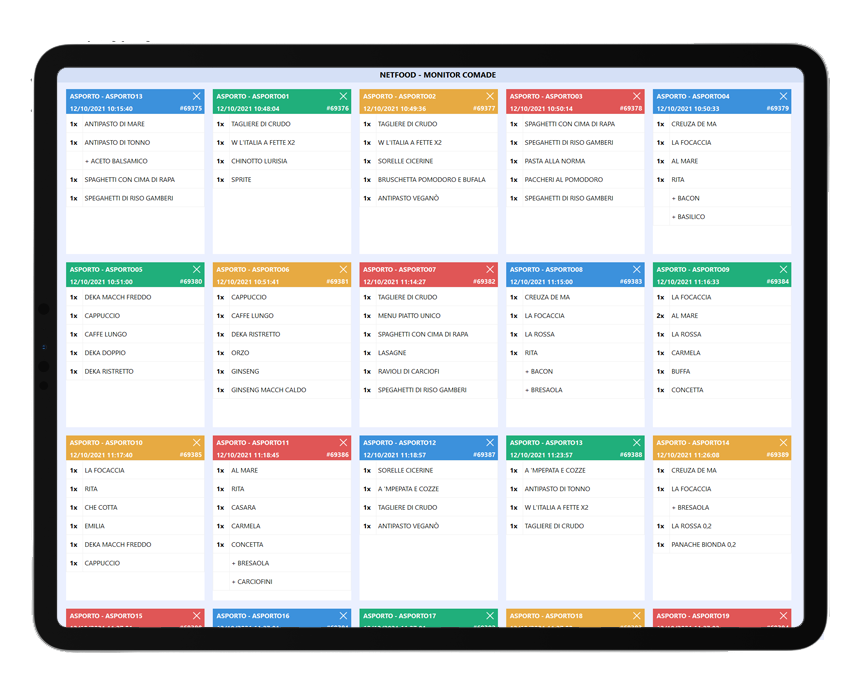 NETFOOD - MONITOR COMADE
ASPORTO - ASPORTO13
12/10/2021 10:15:40 #69375
1x ANTIPASTO DI MARE
1x ANTIPASTO DI TONNO
+ ACETO BALSAMICO
1x SPAGHETTI CON CIMA DI RAPA
1x SPEGAHETTI DI RISO GAMBERI
ASPORTO - ASPORTO01
12/10/2021 10:48:04 #69376
1x TAGLIERE DI CRUDO
1x W L'ITALIA A FETTE X2
1x CHINOTTO LURISIA
1x SPRITE
ASPORTO - ASPORTO02
12/10/2021 10:49:36 #69377
1x TAGLIERE DI CRUDO
1x W L'ITALIA A FETTE X2
1x SORELLE CICERINE
1x BRUSCHETTA POMODORO E BUFALA
1x ANTIPASTO VEGANÒ
ASPORTO - ASPORTO03
12/10/2021 10:50:14 #69378
1x SPAGHETTI CON CIMA DI RAPA
1x SPEGAHETTI DI RISO GAMBERI
1x PASTA ALLA NORMA
1x PACCHERI AL POMODORO
1x SPEGAHETTI DI RISO GAMBERI
ASPORTO - ASPORTO04
12/10/2021 10:50:33 #69379
1x CREUZA DE MA
1x LA FOCACCIA
1x AL MARE
1x RITA
+ BACON
+ BASILICO
ASPORTO - ASPORTO05
12/10/2021 10:51:00 #69380
1x DEKA MACCH FREDDO
1x CAPPUCCIO
1x CAFFE LUNGO
1x DEKA DOPPIO
1x DEKA RISTRETTO
ASPORTO - ASPORTO06
12/10/2021 10:51:41 #69381
1x CAPPUCCIO
1x CAFFE LUNGO
1x DEKA RISTRETTO
1x ORZO
1x GINSENG
1x GINSENG MACCH CALDO
ASPORTO - ASPORTO07
12/10/2021 11:14:27 #69382
1x TAGLIERE DI CRUDO
1x MENU PIATTO UNICO
1x SPAGHETTI CON CIMA DI RAPA
1x LASAGNE
1x RAVIOLI DI CARCIOFI
1x SPEGAHETTI DI RISO GAMBERI
ASPORTO - ASPORTO08
12/10/2021 11:15:00 #69383
1x CREUZA DE MA
1x LA FOCACCIA
1x LA ROSSA
1x RITA
+ BACON
+ BRESAOLA
ASPORTO - ASPORTO09
12/10/2021 11:16:33 #69384
1x LA FOCACCIA
2x AL MARE
1x LA ROSSA
1x CARMELA
1x BUFFA
1x CONCETTA
ASPORTO - ASPORTO10
12/10/2021 11:17:40 #69385
1x LA FOCACCIA
1x RITA
1x CHE COTTA
1x EMILIA
1x DEKA MACCH FREDDO
1x CAPPUCCIO
ASPORTO - ASPORTO11
12/10/2021 11:18:45 #69386
1x AL MARE
1x RITA
1x CASARA
1x CARMELA
1x CONCETTA
+ BRESAOLA
+ CARCIOFINI
ASPORTO - ASPORTO12
12/10/2021 11:18:57 #69387
1x SORELLE CICERINE
1x A 'MPEPATA E COZZE
1x TAGLIERE DI CRUDO
1x ANTIPASTO VEGANÒ
ASPORTO - ASPORTO13
12/10/2021 11:23:57 #69388
1x A 'MPEPATA E COZZE
1x ANTIPASTO DI TONNO
1x W L'ITALIA A FETTE X2
1x TAGLIERE DI CRUDO
ASPORTO - ASPORTO14
12/10/2021 11:26:08 #69389
1x CREUZA DE MA
1x LA FOCACCIA
+ BRESAOLA
1x LA ROSSA 0,2
1x PANACHE BIONDA 0,2
ASPORTO - ASPORTO15
ASPORTO - ASPORTO16
ASPORTO - ASPORTO17
ASPORTO - ASPORTO18
ASPORTO - ASPORTO19